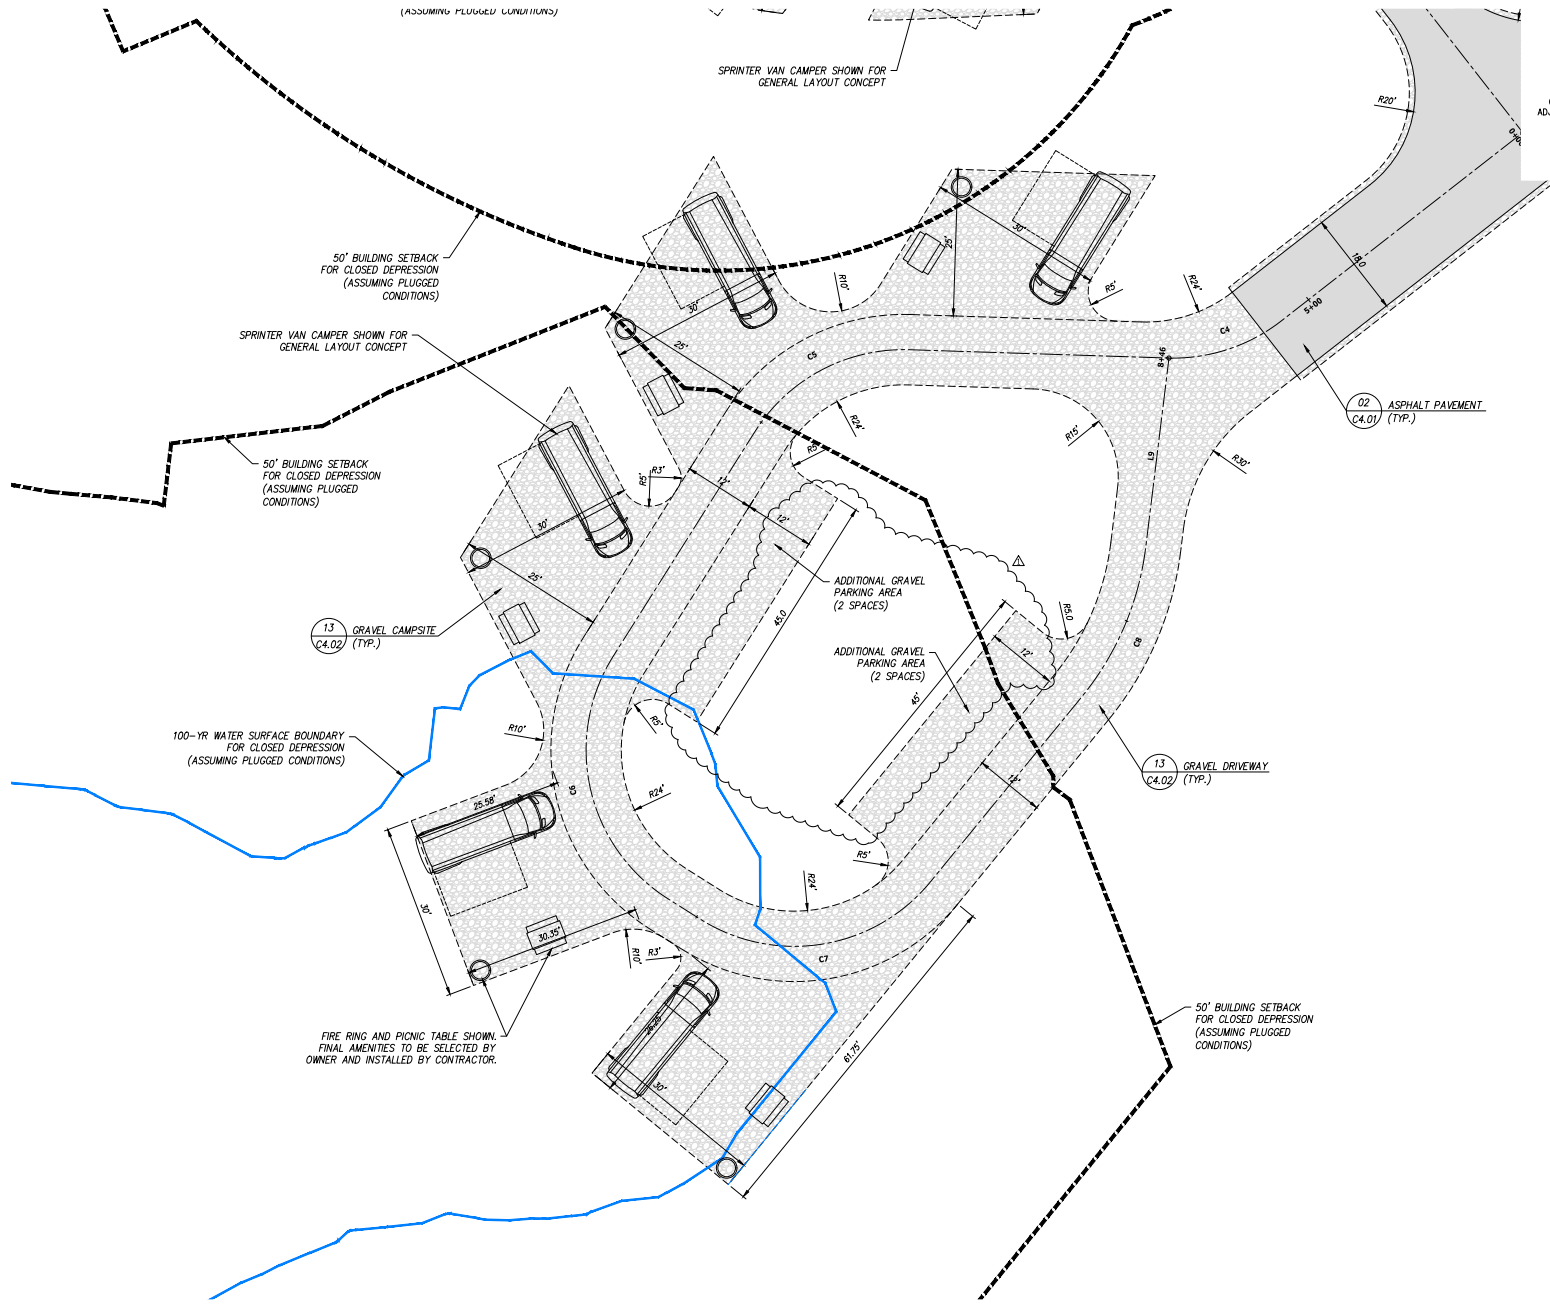 (ASSUMING PLUGGED CONDITIONS)
SPRINTER VAN CAMPER SHOWN FOR
GENERAL LAYOUT CONCEPT
R20'
0+00
AD
50' BUILDING SETBACK
FOR CLOSED DEPRESSION
(ASSUMING PLUGGED
CONDITIONS)
30'
25'
R10'
R5'
R24'
18.0
5+00
C4
30'
SPRINTER VAN CAMPER SHOWN FOR
GENERAL LAYOUT CONCEPT
25'
C5
8+46
02
C4.01
ASPHALT PAVEMENT
(TYP.)
R24'
R15'
R5'
L9
R30'
50' BUILDING SETBACK
FOR CLOSED DEPRESSION
(ASSUMING PLUGGED
CONDITIONS)
R5'
R3'
12'
12'
30'
25'
ADDITIONAL GRAVEL
PARKING AREA
(2 SPACES)
45.0
1
R5.0
13
C4.02
GRAVEL CAMPSITE
(TYP.)
ADDITIONAL GRAVEL
PARKING AREA
(2 SPACES)
12'
C8
45'
R5'
R10'
100-YR WATER SURFACE BOUNDARY
FOR CLOSED DEPRESSION
(ASSUMING PLUGGED CONDITIONS)
13
C4.02
GRAVEL DRIVEWAY
(TYP.)
12'
25.58'
C6
R24'
R5'
R24'
30'
30.35'
R10'
R3'
C7
50' BUILDING SETBACK
FOR CLOSED DEPRESSION
(ASSUMING PLUGGED
CONDITIONS)
FIRE RING AND PICNIC TABLE SHOWN.
FINAL AMENITIES TO BE SELECTED BY
OWNER AND INSTALLED BY CONTRACTOR.
61.75'
30'